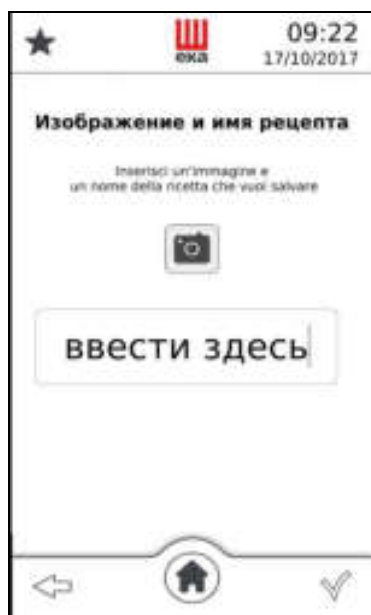 09:22
ека
17/10/2017
Изображение и имя рецепта
Inserisci un'immagine e
un nome della ricetta che vuoi salvare
ввести здесь